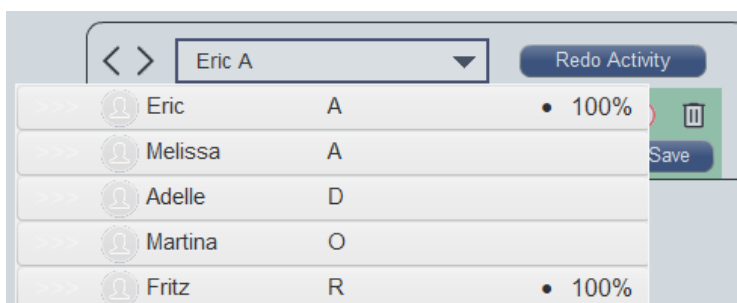 Eric A Redo Activity
>>> Eric A • 100%
>>> Melissa A Save
>>> Adelle D
>>> Martina O
>>> Fritz R • 100%